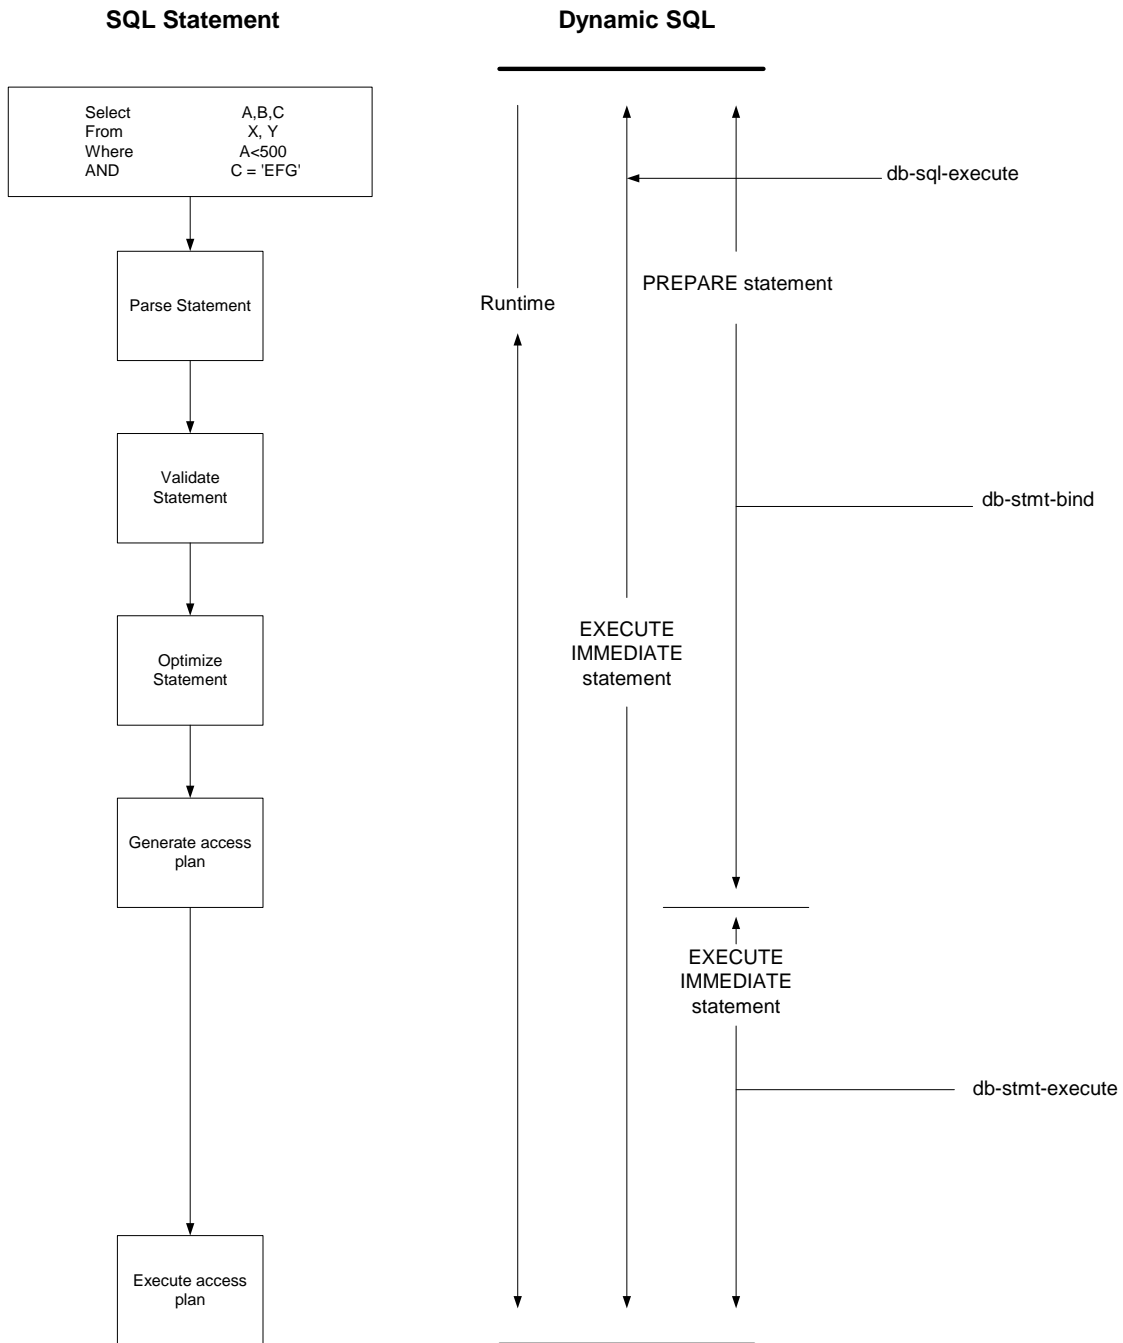 SQL Statement
Dynamic SQL
Select A,B,C
From X, Y
Where A<500
AND C = 'EFG'
db-sql-execute
PREPARE statement
Parse Statement
Runtime
Validate
Statement
db-stmt-bind
EXECUTE
IMMEDIATE
statement
Optimize
Statement
Generate access
plan
EXECUTE
IMMEDIATE
statement
db-stmt-execute
Execute access
plan